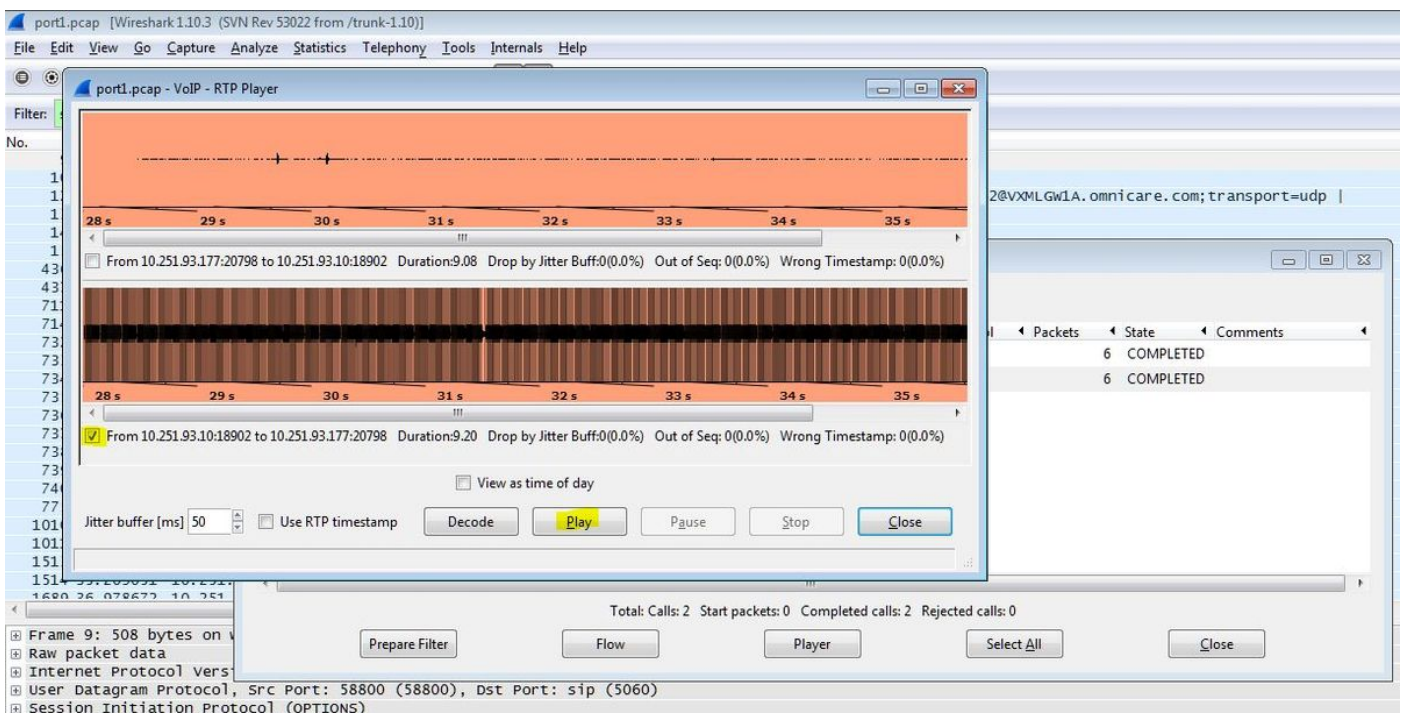 port1.pcap [Wireshark 1.10.3 (SVN Rev 53022 from /trunk-1.10)]
File Edit View Go Capture Analyze Statistics Telephony Tools Internals Help
port1.pcap - VoIP - RTP Player
Filter:
No.
2@VXMLGW1A.omnicare.com;transport=udp |
28 s 29 s 30 s 31 s 32 s 33 s 34 s 35 s
From 10.251.93.177:20798 to 10.251.93.10:18902 Duration:9.08 Drop by Jitter Buff:0(0.0%) Out of Seq: 0(0.0%) Wrong Timestamp: 0(0.0%)
Packets State Comments
6 COMPLETED
6 COMPLETED
28 s 29 s 30 s 31 s 32 s 33 s 34 s 35 s
From 10.251.93.10:18902 to 10.251.93.177:20798 Duration:9.20 Drop by Jitter Buff:0(0.0%) Out of Seq: 0(0.0%) Wrong Timestamp: 0(0.0%)
View as time of day
Jitter buffer [ms] 50 Use RTP timestamp Decode Play Pause Stop Close
Total: Calls: 2 Start packets: 0 Completed calls: 2 Rejected calls: 0
Prepare Filter Flow Player Select All Close
Frame 9: 508 bytes on
Raw packet data
Internet Protocol
User Datagram Protocol, Src Port: 58800 (58800), Dst Port: sip (5060)
Session Initiation Protocol (OPTIONS)